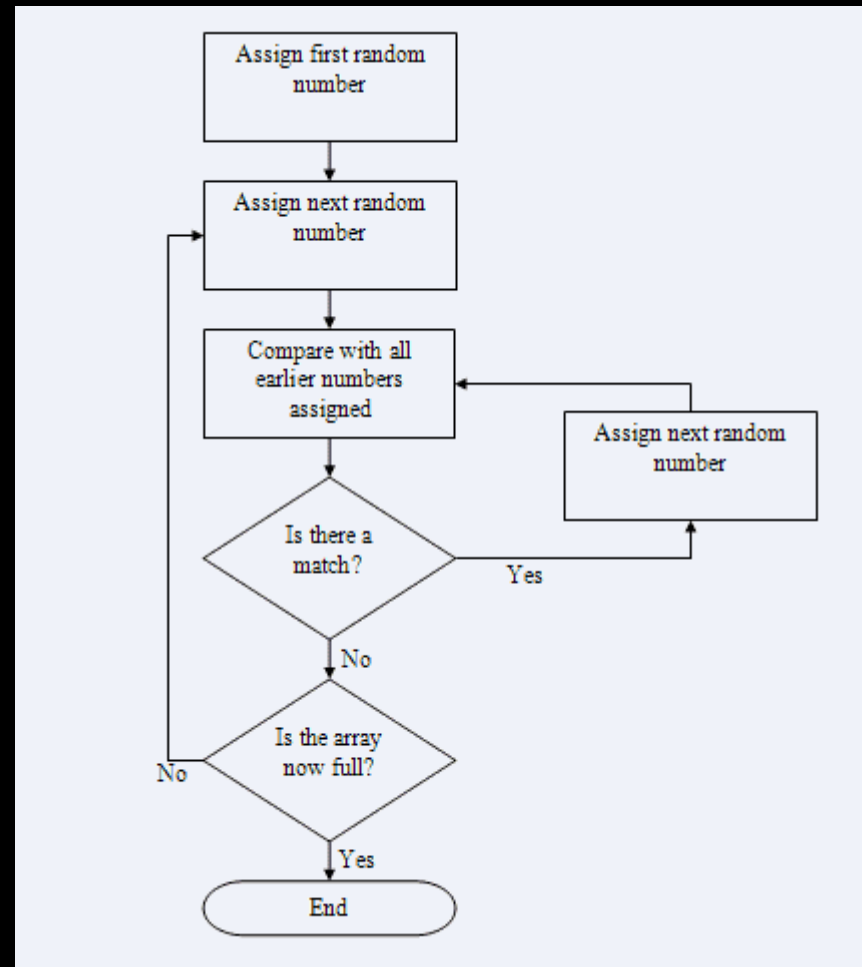 Assign first random
number
Assign next random
number
Compare with all
earlier numbers
assigned
Assign next random
number
Is there a
match?
Yes
No
Is the array
now full?
No
Yes
End